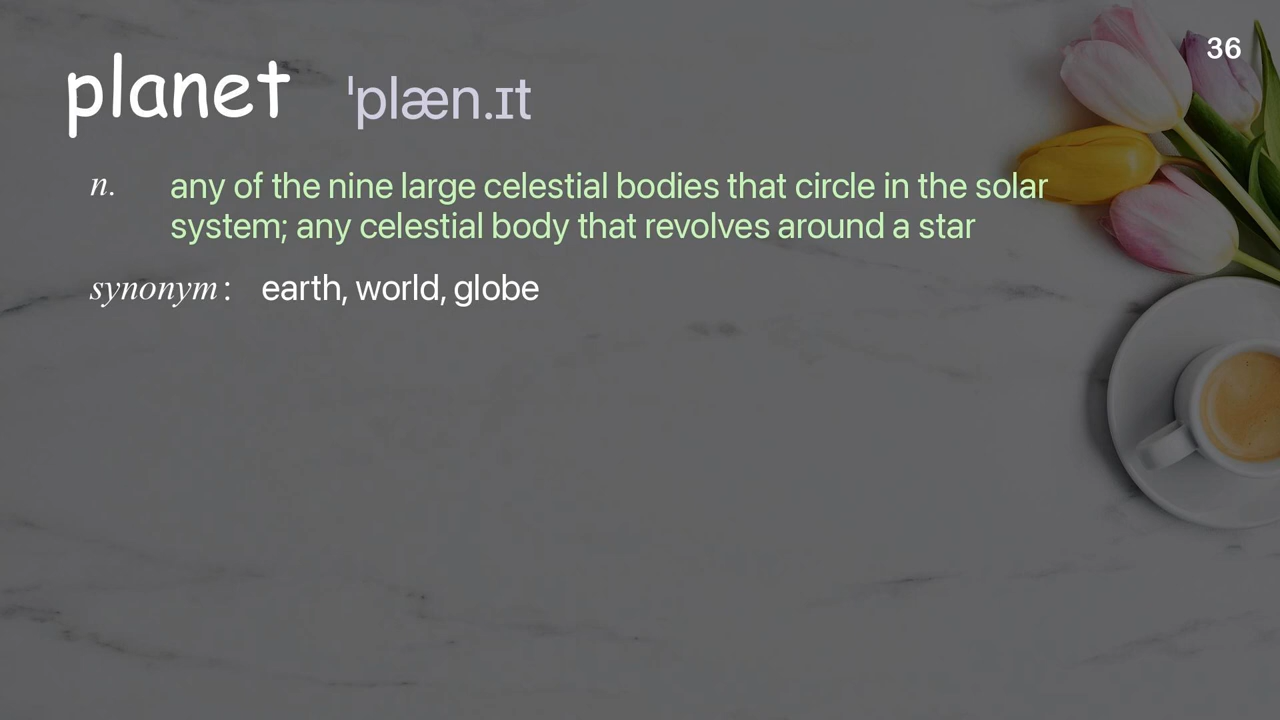 36
planet ˈplæn.ɪt
n. any of the nine large celestial bodies that circle in the solar
system; any celestial body that revolves around a star
synonym: earth, world, globe